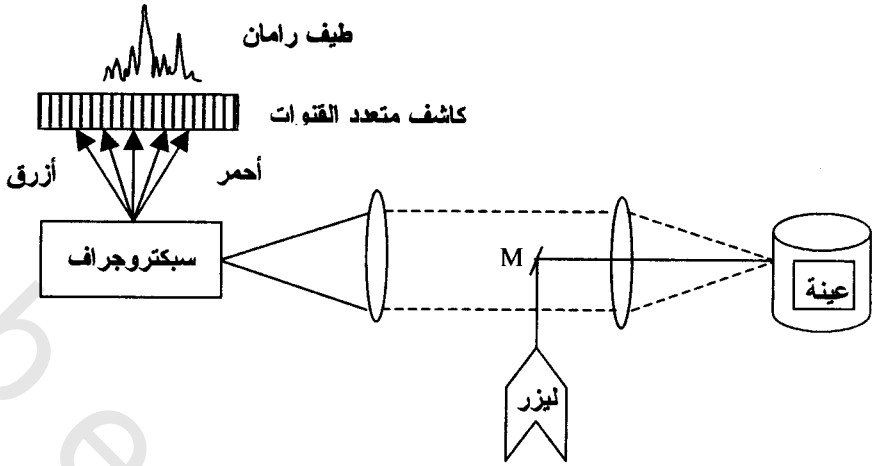 طيف رامان
كاشف متعدد القنوات
أحمر
أزرق
سبكتروجراف
M
عينة
ليزر